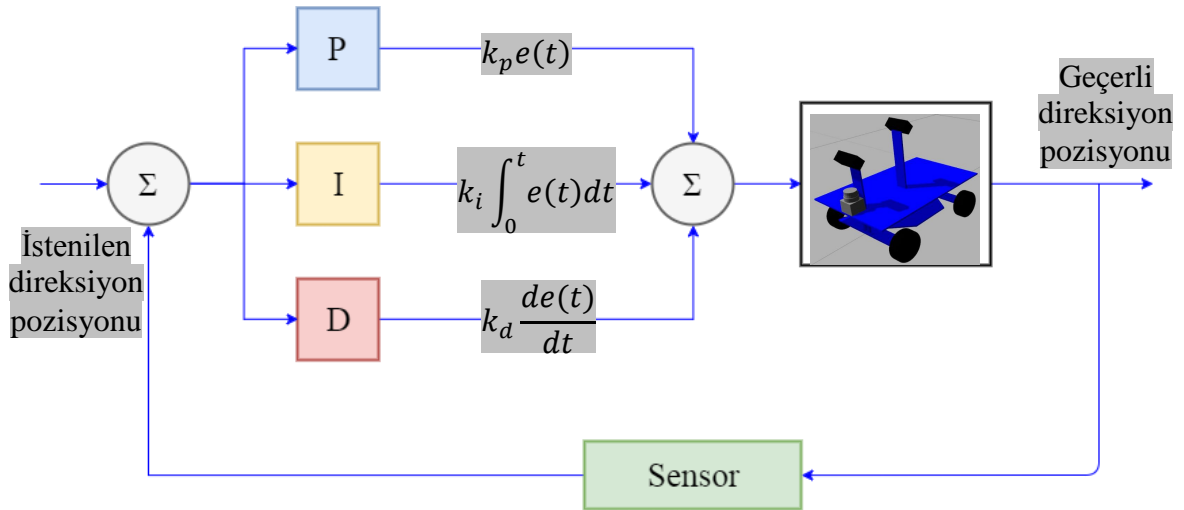 P
k_p e(t)
Geçerli
direksiyon
pozisyonu
Σ
I
k_i ∫_0^t e(t)dt
Σ
İstenilen
direksiyon
pozisyonu
D
k_d de(t)/dt
Sensor